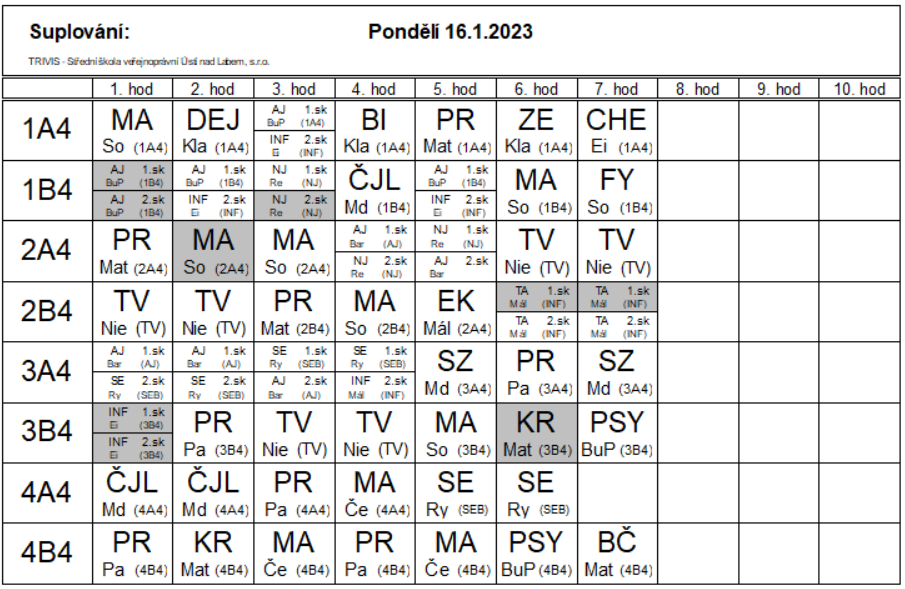 Suplování: Pondělí 16.1.2023
TRIVIS - Střední škola veřejnoprávní Ústí nad Labem, s.r.o.
1. hod 2. hod 3. hod 4. hod 5. hod 6. hod 7. hod 8. hod 9. hod 10. hod
1A4
MA
So (1A4)
DEJ
Kla (1A4)
AJ 1.sk
BuP (1A4)
INF 2.sk
Ei (INF)
BI
Kla (1A4)
PR
Mat (1A4)
ZE
Kla (1A4)
CHE
Ei (1A4)
1B4
AJ 1.sk
BuP (1B4)
AJ 2.sk
BuP (1B4)
AJ 1.sk
BuP (1B4)
INF 2.sk
Ei (INF)
NJ 1.sk
Re (NJ)
NJ 2.sk
Re (NJ)
ČJL
Md (1B4)
AJ 1.sk
BuP (1B4)
INF 2.sk
Ei (INF)
MA
So (1B4)
FY
So (1B4)
2A4
PR
Mat (2A4)
MA
So (2A4)
MA
So (2A4)
AJ 1.sk
Bar (AJ)
NJ 2.sk
Re (NJ)
NJ 1.sk
Re (NJ)
AJ 2.sk
Bar
TV
Nie (TV)
TV
Nie (TV)
2B4
TV
Nie (TV)
TV
Nie (TV)
PR
Mat (2B4)
MA
So (2B4)
EK
Mál (2A4)
TA 1.sk
Mál (INF)
TA 2.sk
Mál (INF)
TA 1.sk
Mál (INF)
TA 2.sk
Mál (INF)
3A4
AJ 1.sk
Bar (AJ)
SE 2.sk
Ry (SEB)
AJ 1.sk
Bar (AJ)
SE 2.sk
Ry (SEB)
SE 1.sk
Ry (SEB)
AJ 2.sk
Bar (AJ)
SE 1.sk
Ry (SEB)
INF 2.sk
Mál (INF)
SZ
Md (3A4)
PR
Pa (3A4)
SZ
Md (3A4)
3B4
INF 1.sk
Ei (3B4)
INF 2.sk
Ei (3B4)
PR
Pa (3B4)
TV
Nie (TV)
TV
Nie (TV)
MA
So (3B4)
KR
Mat (3B4)
PSY
BuP (3B4)
4A4
ČJL
Md (4A4)
ČJL
Md (4A4)
PR
Pa (4A4)
MA
Če (4A4)
SE
Ry (SEB)
SE
Ry (SEB)
4B4
PR
Pa (4B4)
KR
Mat (4B4)
MA
Če (4B4)
PR
Pa (4B4)
MA
Če (4B4)
PSY
BuP (4B4)
BČ
Mat (4B4)